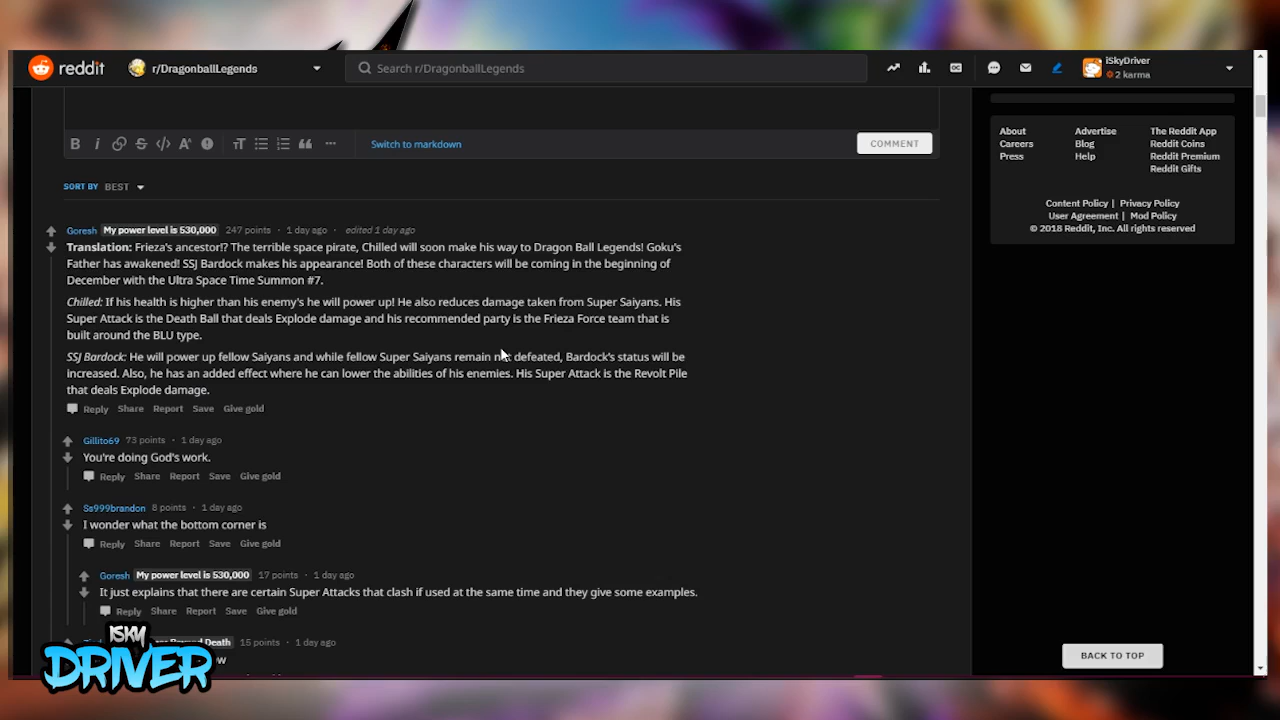 reddit
r/DragonballLegends
Search r/DragonballLegends
iSkyDriver
2 karma
Switch to markdown
COMMENT
SORT BY BEST
Goresh My power level is 530,000 247 points · 1 day ago · edited 1 day ago
Translation: Frieza's ancestor!? The terrible space pirate, Chilled will soon make his way to Dragon Ball Legends! Goku's
Father has awakened! SSJ Bardock makes his appearance! Both of these characters will be coming in the beginning of
December with the Ultra Space Time Summon #7.
Chilled: If his health is higher than his enemy's he will power up! He also reduces damage taken from Super Saiyans. His
Super Attack is the Death Ball that deals Explode damage and his recommended party is the Frieza Force team that is
built around the BLU type.
SSJ Bardock: He will power up fellow Saiyans and while fellow Super Saiyans remain not defeated, Bardock's status will be
increased. Also, he has an added effect where he can lower the abilities of his enemies. His Super Attack is the Revolt Pile
that deals Explode damage.
Reply Share Report Save Give gold
Gillito69 73 points · 1 day ago
You're doing God's work.
Reply Share Report Save Give gold
Ss999brandon 8 points · 1 day ago
I wonder what the bottom corner is
Reply Share Report Save Give gold
Goresh My power level is 530,000 17 points · 1 day ago
It just explains that there are certain Super Attacks that clash if used at the same time and they give some examples.
Reply Share Report Save Give gold
Death 15 points · 1 day ago
About Advertise The Reddit App
Careers Blog Reddit Coins
Press Help Reddit Premium
Reddit Gifts
Content Policy | Privacy Policy
User Agreement | Mod Policy
© 2018 Reddit, Inc. All rights reserved
BACK TO TOP
ISKY
DRIVER